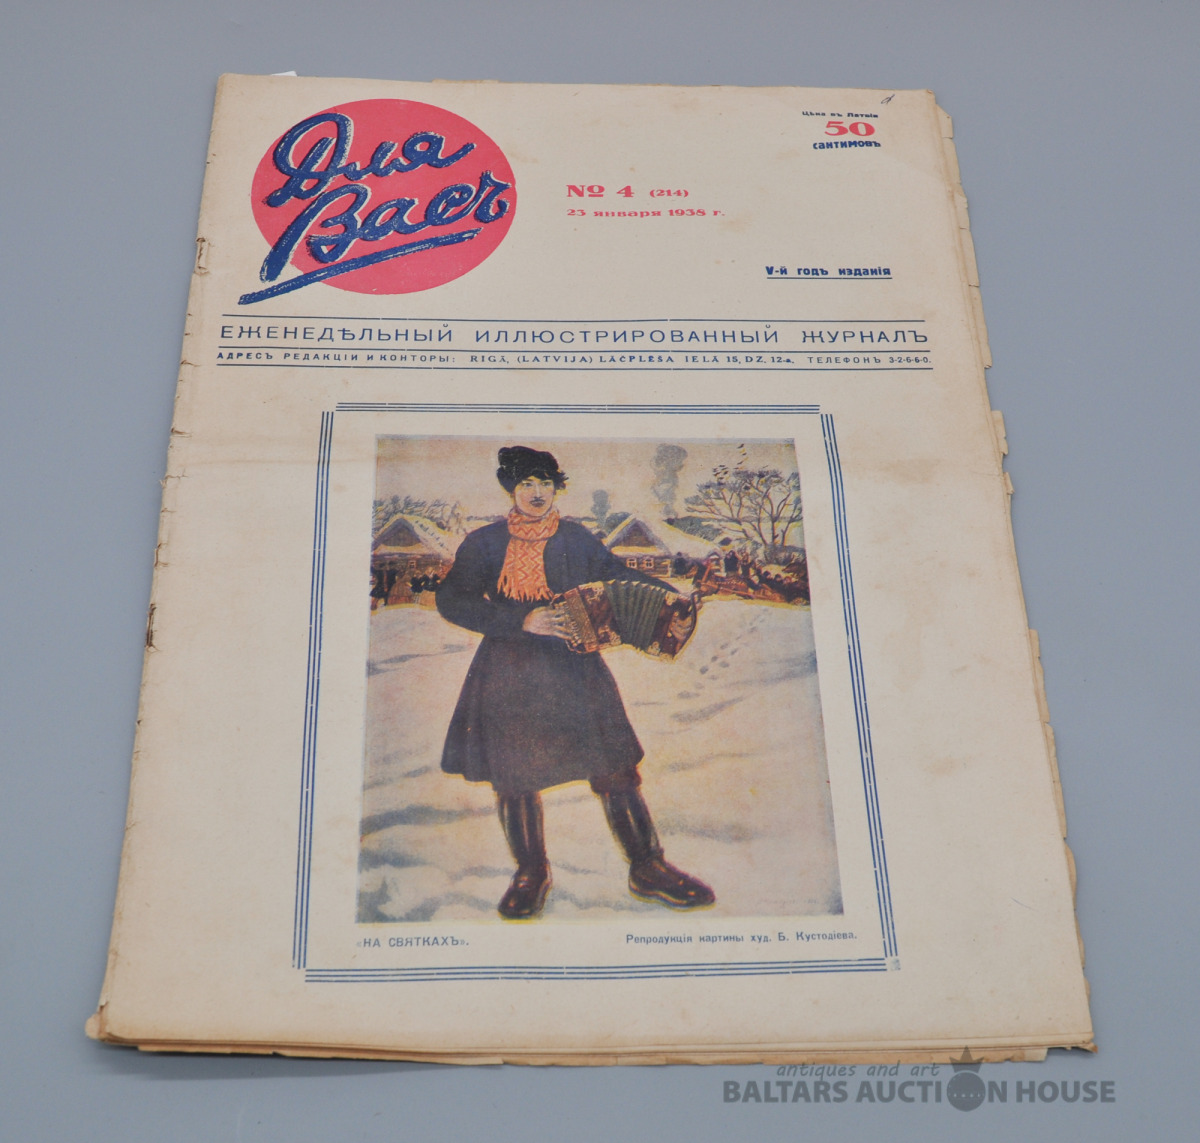 Для
Васъ
Цѣна въ Латвіи
50
сантимовъ
№ 4 (214)
23 января 1938 г.
V-й годъ изданія
ЕЖЕНЕДѢЛЬНЫЙ ИЛЛЮСТРИРОВАННЫЙ ЖУРНАЛЪ
АДРЕСЪ РЕДАКЦІИ И КОНТОРЫ: RIGĀ, (LATVIJA) LĀČPLĒŠA IELĀ 15, DZ. 12-a. ТЕЛЕФОНЪ 3-2-6-6-0.
«НА СВЯТКАХЪ».
Репродукція картины худ. Б. Кустодіева.
antiques and art
BALTARS AUCTION HOUSE